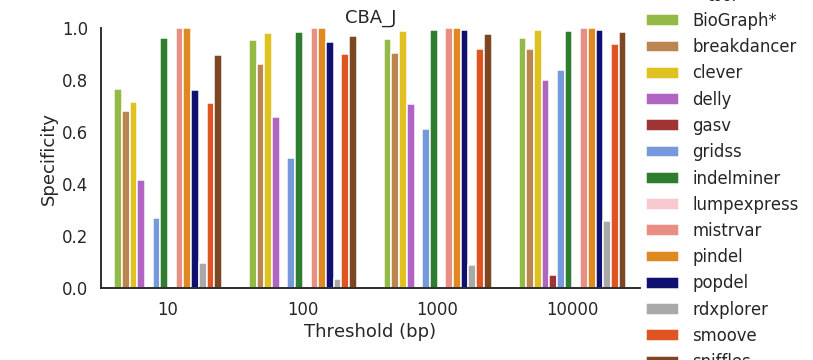 CBA_J
Specificity
1.0
0.8
0.6
0.4
0.2
0.0
10
100
1000
10000
Threshold (bp)
BioGraph*
breakdancer
clever
delly
gasv
gridss
indelminer
lumpexpress
mistrvar
pindel
popdel
rdxplorer
smoove
sniffles